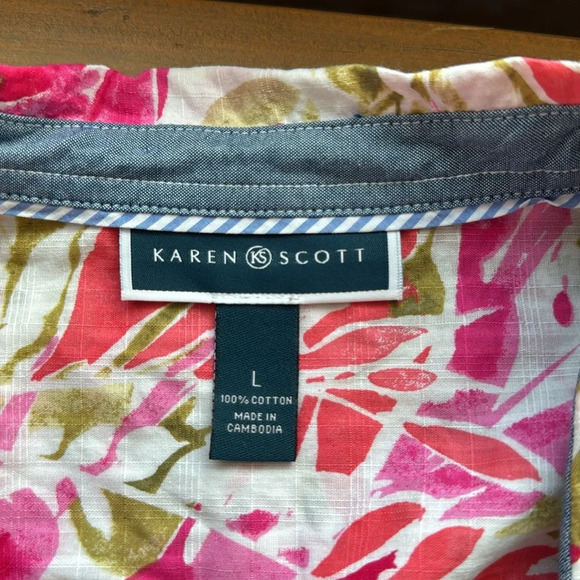 KAREN KS SCOTT
L
100% COTTON
MADE IN
CAMBODIA